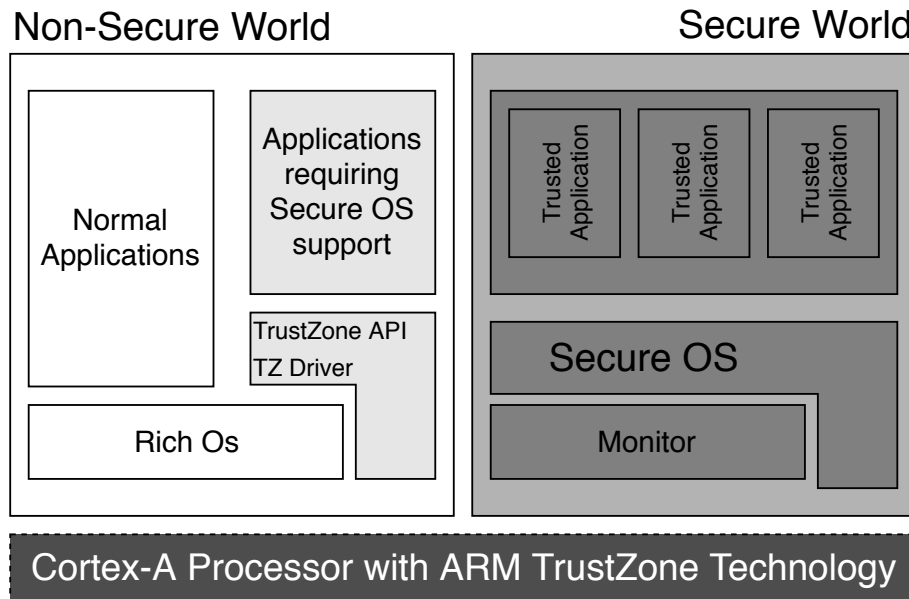 Non-Secure World
Secure World
Normal
Applications
Applications
requiring
Secure OS
support
TrustZone API
TZ Driver
Rich Os
Trusted
Application
Trusted
Application
Trusted
Application
Secure OS
Monitor
Cortex-A Processor with ARM TrustZone Technology